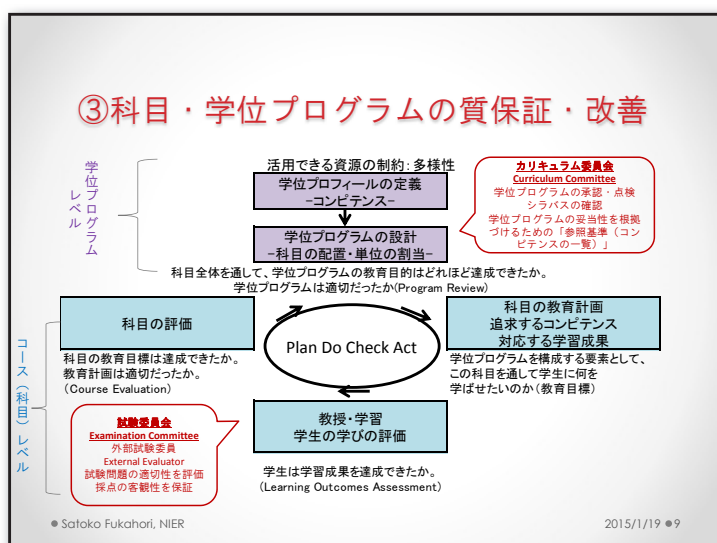 ③科目・学位プログラムの質保証・改善
学位プログラム
レベル
活用できる資源の制約:多様性
学位プロフィールの定義
-コンピテンス-
学位プログラムの設計
-科目の配置・単位の割当-
カリキュラム委員会
Curriculum Committee
学位プログラムの承認・点検
シラバスの確認
学位プログラムの妥当性を根拠
づけるための「参照基準(コン
ピテンスの一覧)」
科目全体を通して、学位プログラムの教育目的はどれほど達成できたか。
学位プログラムは適切だったか(Program Review)
コース(科目)レベル
科目の評価
科目の教育目標は達成できたか。
教育計画は適切だったか。
(Course Evaluation)
Plan Do Check Act
科目の教育計画
追求するコンピテンス
対応する学習成果
学位プログラムを構成する要素として、
この科目を通して学生に何を
学ばせたいのか(教育目標)
試験委員会
Examination Committee
外部試験委員
External Evaluator
試験問題の適切性を評価
採点の客観性を保証
教授・学習
学生の学びの評価
学生は学習成果を達成できたか。
(Learning Outcomes Assessment)
● Satoko Fukahori, NIER
2015/1/19 ●9